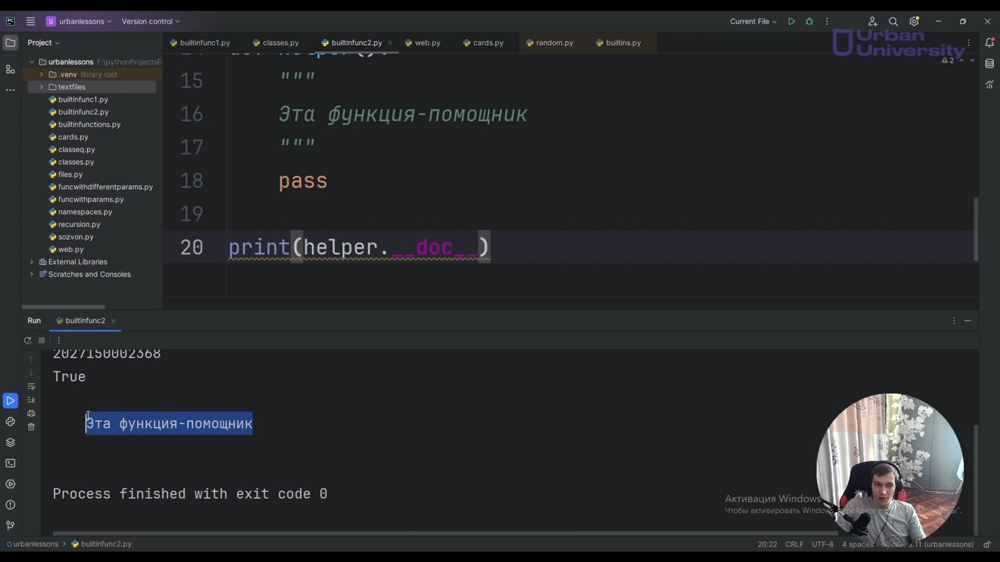 urbanlessons
Version control
Current File
Project
builtinfunc1.py
classes.py
builtinfunc2.py
web.py
cards.py
random.py
builtins.py
Urban
University
urbanlessons F:\pythonProjectsF
.venv library root
textfiles
builtinfunc1.py
builtinfunc2.py
builtinfunctions.py
cards.py
classeq.py
classes.py
files.py
funcwithdifferentparams.py
funcwithparams.py
namespaces.py
recursion.py
sozvon.py
web.py
External Libraries
Scratches and Consoles
2
15 """
16 Эта функция-помощник
17 """
18 pass
19
20 print(helper.__doc__)
Run
builtinfunc2
2027150002368
True
Эта функция-помощник
Process finished with exit code 0
Активация Windows
Чтобы активировать Windows,
urbanlessons > builtinfunc2.py
20:22 CRLF UTF-8 4 spaces 3.11 (urbanlessons)